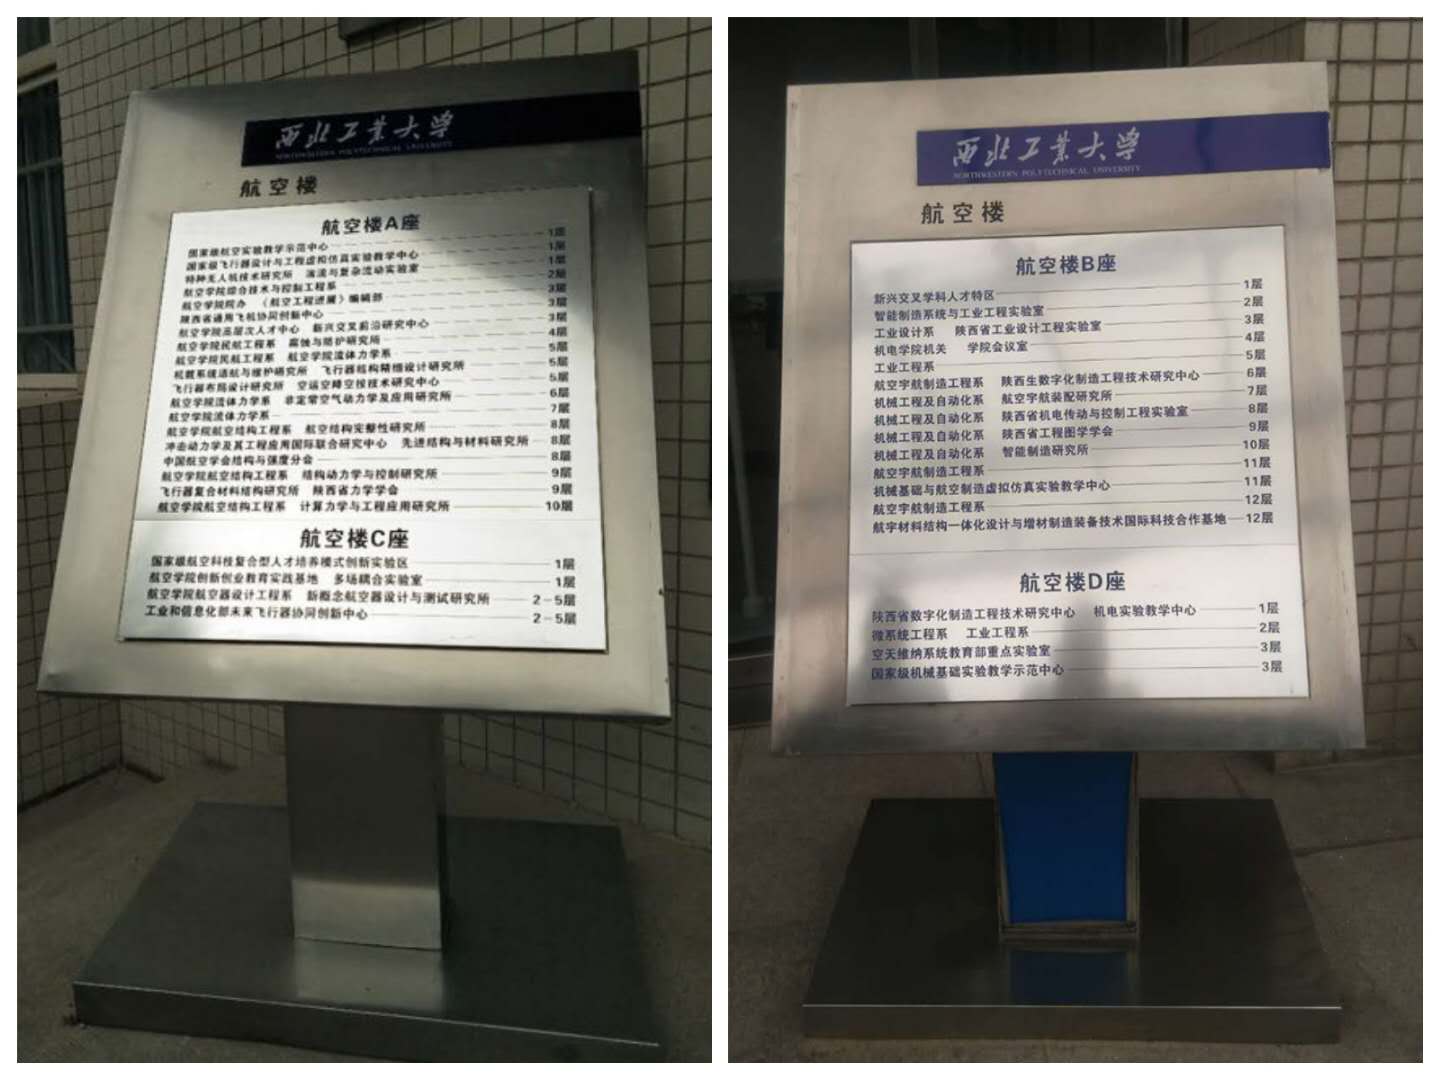 西北工业大学
NORTHWESTERN POLYTECHNICAL UNIVERSITY
航空楼
航空楼A座
国家级航空实验教学示范中心 1层
国家级飞行器设计与工程虚拟仿真实验教学中心 1层
特种无人机技术研究所 湍流与复杂流动实验室 1层
航空学院综合技术与控制工程系 2层
航空学院院办 《航空工程进展》编辑部 3层
陕西省通用飞机协同创新中心 3层
航空学院高层次人才中心 新兴交叉前沿研究中心 3层
航空学院民航工程系 腐蚀与防护研究所 4层
航空学院民航工程系 航空学院流体力学系 5层
机载系统适航与维护研究所 飞行器结构精细设计研究所 5层
飞行器布局设计研究所 空运空降空投技术研究中心 5层
航空学院流体力学系 非定常空气动力学及应用研究所 6层
航空学院流体力学系 7层
航空学院航空结构工程系 航空结构完整性研究所 8层
冲击动力学及其工程应用国际联合研究中心 先进结构与材料研究所 8层
中国航空学会结构与强度分会 8层
航空学院航空结构工程系 结构动力学与控制研究所 9层
飞行器复合材料结构研究所 陕西省力学学会 9层
航空学院航空结构工程系 计算力学与工程应用研究所 10层
航空楼C座
国家级航空科技复合型人才培养模式创新实验区 1层
航空学院创新创业教育实践基地 多场耦合实验室 1层
航空学院航空器设计工程系 新概念航空器设计与测试研究所 2-5层
工业和信息化部未来飞行器协同创新中心 2-5层
西北工业大学
NORTHWESTERN POLYTECHNICAL UNIVERSITY
航空楼
航空楼B座
新兴交叉学科人才特区 1层
智能制造系统与工业工程实验室 2层
工业设计系 陕西省工业设计工程实验室 3层
机电学院机关 学院会议室 4层
工业工程系 5层
航空宇航制造工程系 陕西生数字化制造工程技术研究中心 6层
机械工程及自动化系 航空宇航装配研究所 7层
机械工程及自动化系 陕西省机电传动与控制工程实验室 8层
机械工程及自动化系 陕西省工程图学学会 9层
机械工程及自动化系 智能制造研究所 10层
航空宇航制造工程系 11层
机械基础与航空制造虚拟仿真实验教学中心 11层
航空宇航制造工程系 12层
航宇材料结构一体化设计与增材制造装备技术国际科技合作基地 12层
航空楼D座
陕西省数字化制造工程技术研究中心 机电实验教学中心 1层
微系统工程系 工业工程系 2层
空天维纳系统教育部重点实验室 3层
国家级机械基础实验教学示范中心 3层